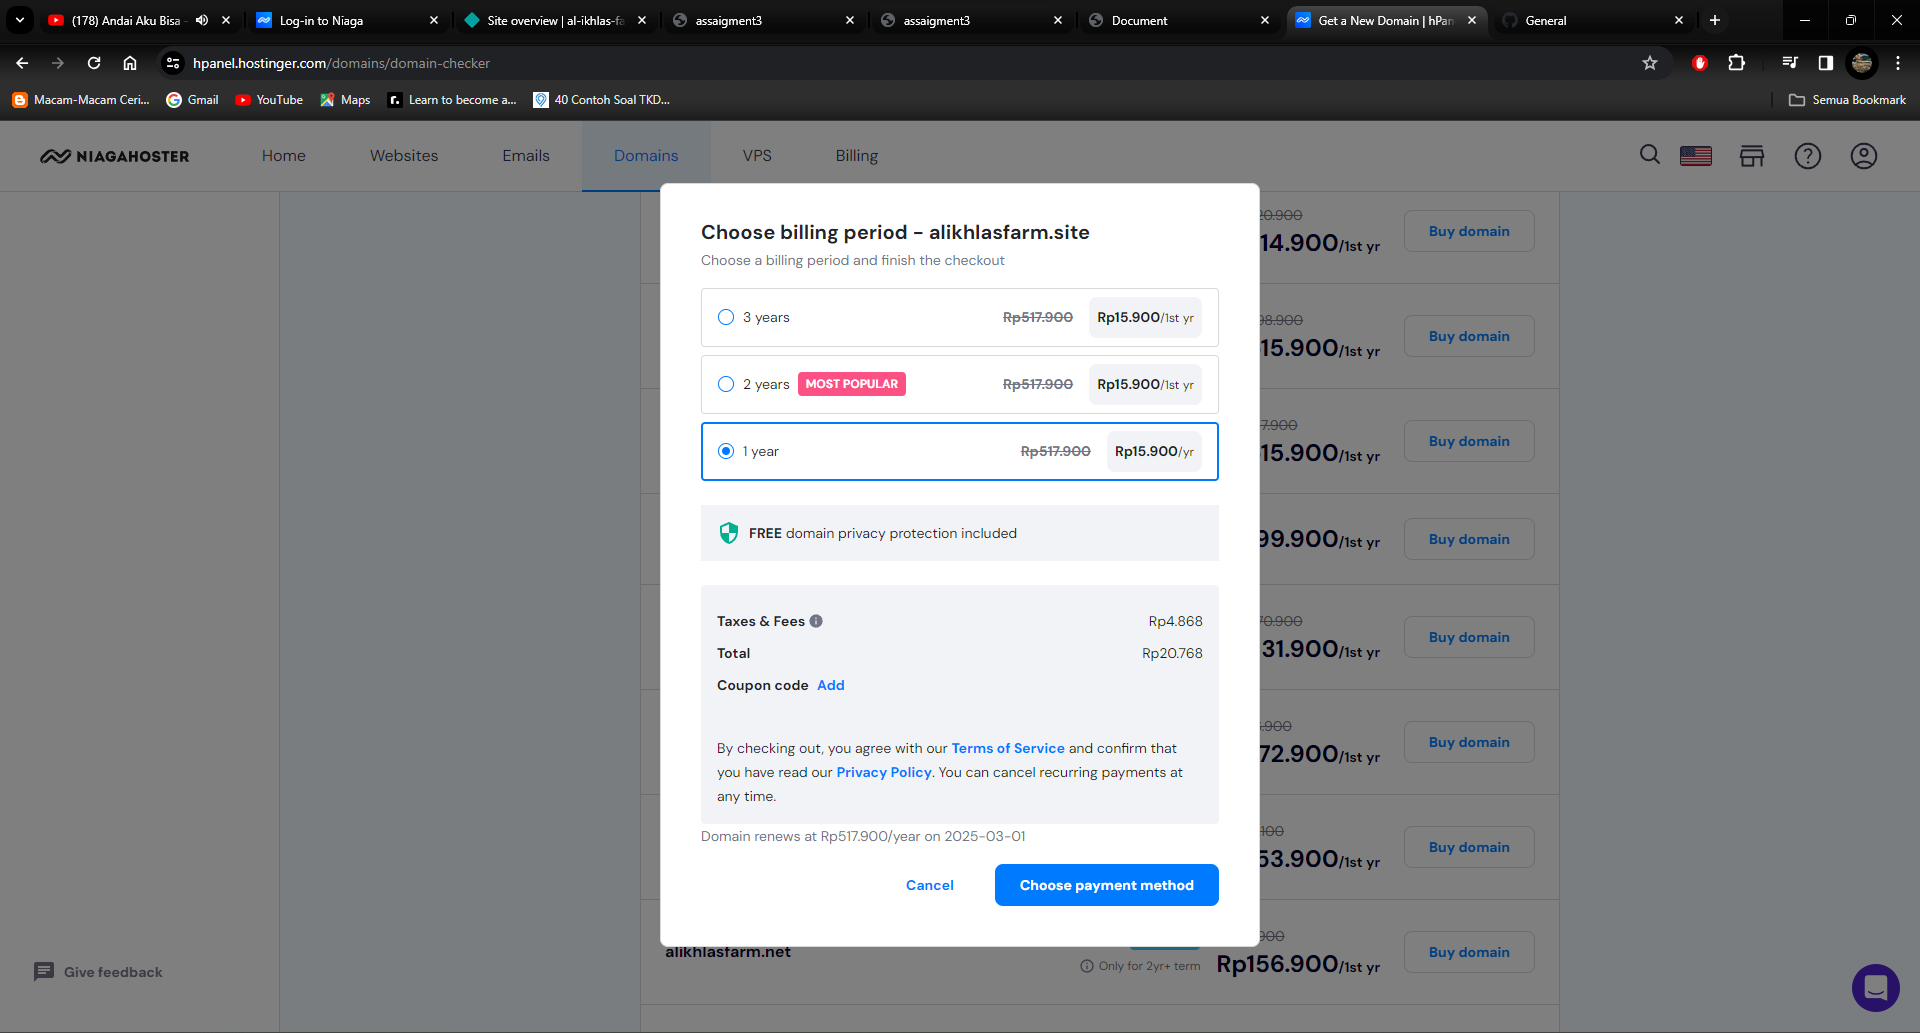 (178) Andai Aku Bisa -
Log-in to Niaga
Site overview | al-ikhlas-fa
assaigment3
assaigment3
Document
Get a New Domain | hPan
General
hpanel.hostinger.com/domains/domain-checker
Macam-Macam Ceri...
Gmail
YouTube
Maps
Learn to become a...
40 Contoh Soal TKD...
Semua Bookmark
NIAGAHOSTER
Home
Websites
Emails
Domains
VPS
Billing
Choose billing period - alikhlasfarm.site
Choose a billing period and finish the checkout
3 years
Rp517.900
Rp15.900/1st yr
2 years
MOST POPULAR
Rp517.900
Rp15.900/1st yr
1 year
Rp517.900
Rp15.900/yr
FREE domain privacy protection included
Taxes & Fees
Rp4.868
Total
Rp20.768
Coupon code Add
By checking out, you agree with our Terms of Service and confirm that
you have read our Privacy Policy. You can cancel recurring payments at
any time.
Domain renews at Rp517.900/year on 2025-03-01
Cancel
Choose payment method
20.900
14.900/1st yr
Buy domain
98.900
15.900/1st yr
Buy domain
7.900
15.900/1st yr
Buy domain
99.900/1st yr
Buy domain
70.900
31.900/1st yr
Buy domain
.900
72.900/1st yr
Buy domain
100
53.900/1st yr
Buy domain
alikhlasfarm.net
Only for 2yr+ term
900
Rp156.900/1st yr
Buy domain
Give feedback